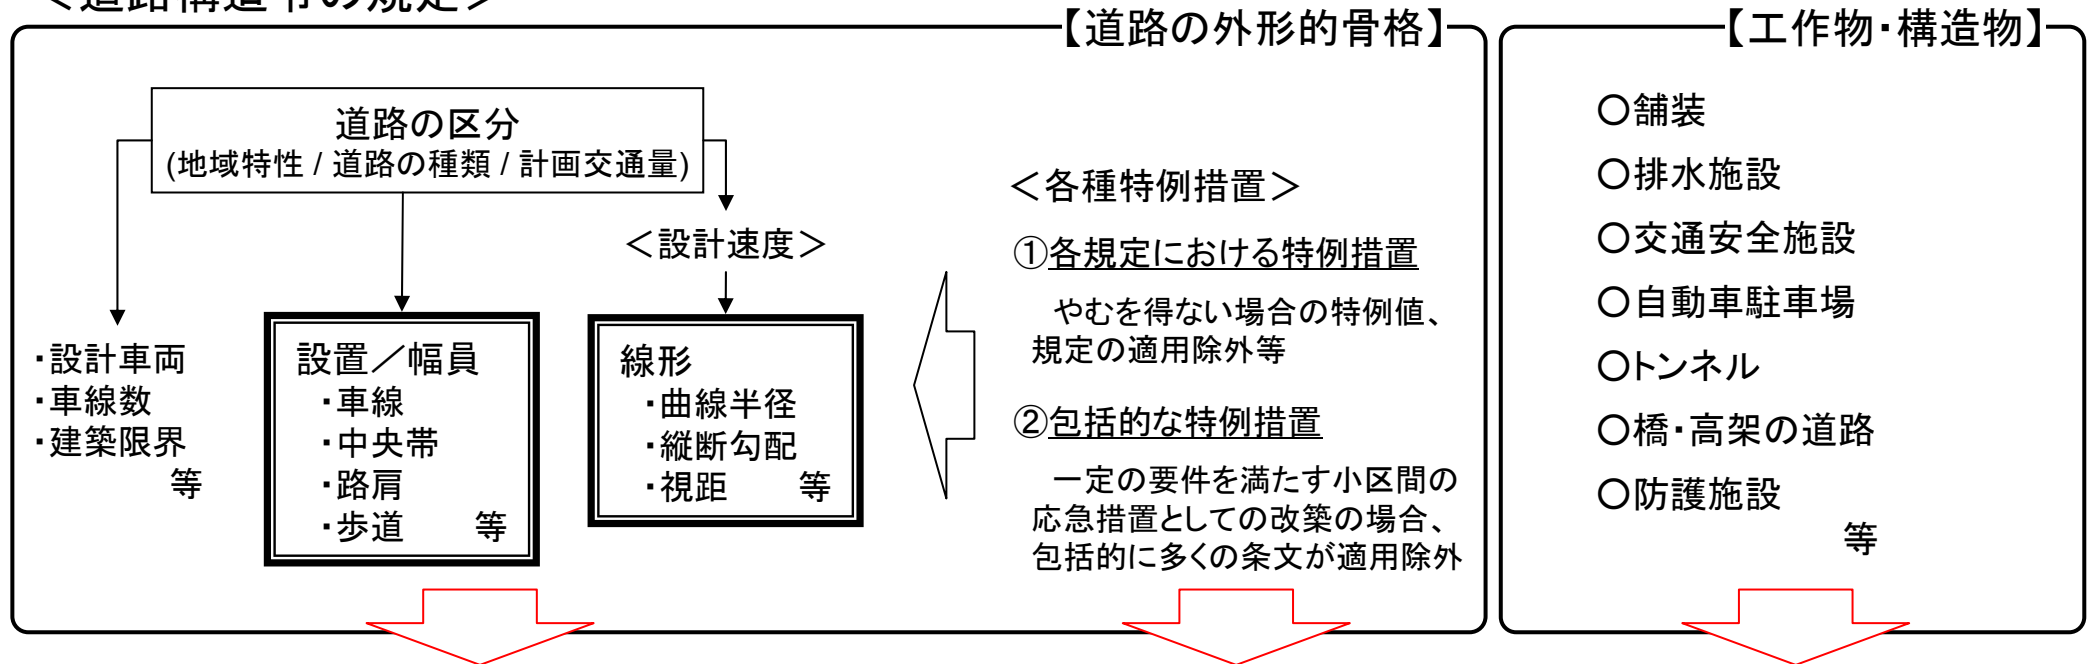 ＜道路構造令の規定＞
【道路の外形的骨格】
道路の区分
(地域特性 / 道路の種類 / 計画交通量)
＜設計速度＞
・設計車両
・車線数
・建築限界
等
設置／幅員
・車線
・中央帯
・路肩
・歩道　　等
線形
・曲線半径
・縦断勾配
・視距　　等
＜各種特例措置＞
①各規定における特例措置
やむを得ない場合の特例値、
規定の適用除外等
②包括的な特例措置
一定の要件を満たす小区間の
応急措置としての改築の場合、
包括的に多くの条文が適用除外
【工作物・構造物】
○舗装
○排水施設
○交通安全施設
○自動車駐車場
○トンネル
○橋・高架の道路
○防護施設
等